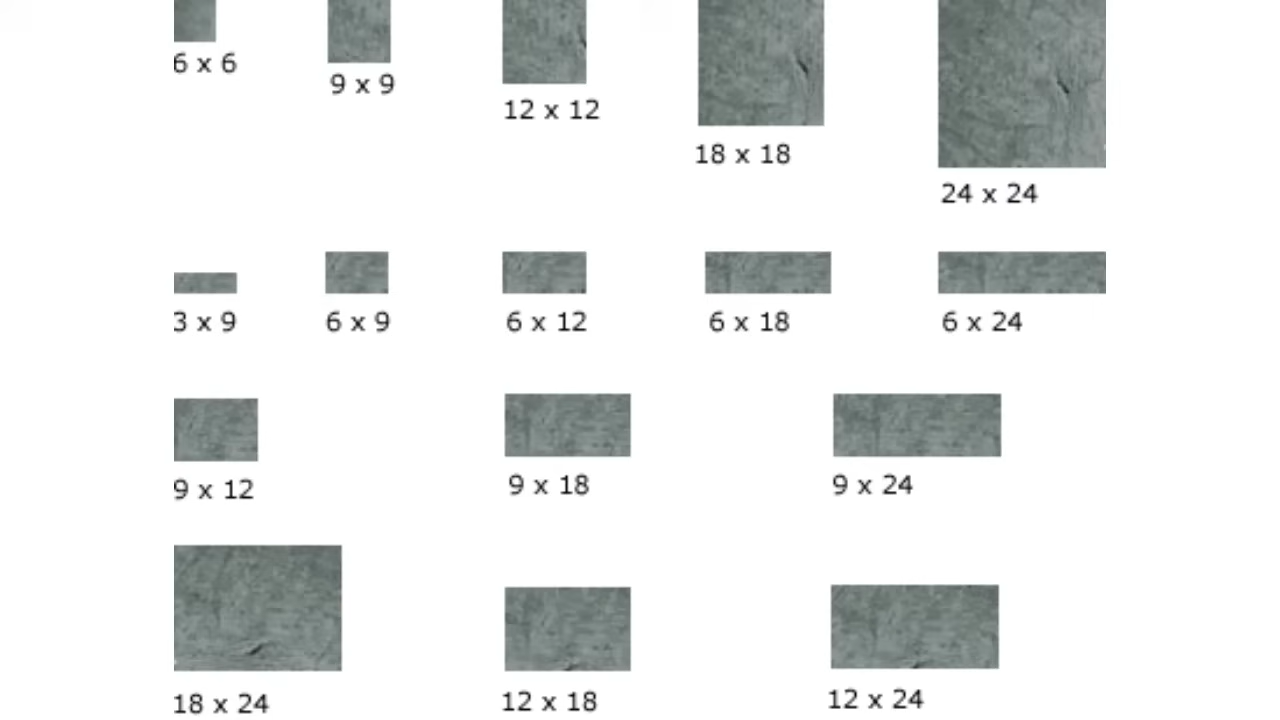 6 x 6
9 x 9
12 x 12
18 x 18
24 x 24
3 x 9
6 x 9
6 x 12
6 x 18
6 x 24
9 x 12
9 x 18
9 x 24
18 x 24
12 x 18
12 x 24